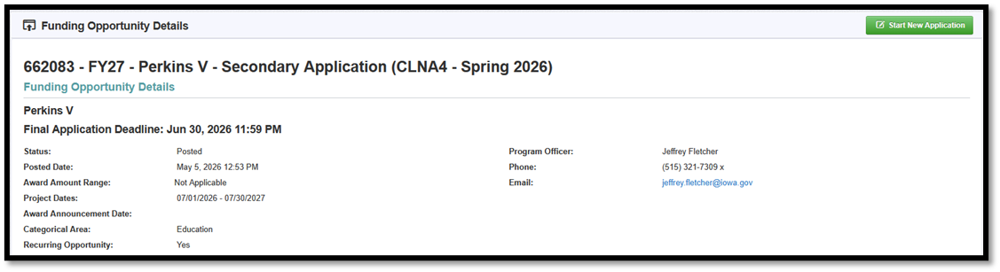 Funding Opportunity Details
Start New Application
662083 - FY27 - Perkins V - Secondary Application (CLNA4 - Spring 2026)
Funding Opportunity Details
Perkins V
Final Application Deadline: Jun 30, 2026 11:59 PM
Status: Posted
Program Officer: Jeffrey Fletcher
Posted Date: May 5, 2026 12:53 PM
Phone: (515) 321-7309 x
Award Amount Range: Not Applicable
Email: jeffrey.fletcher@iowa.gov
Project Dates: 07/01/2026 - 07/30/2027
Award Announcement Date:
Categorical Area: Education
Recurring Opportunity: Yes